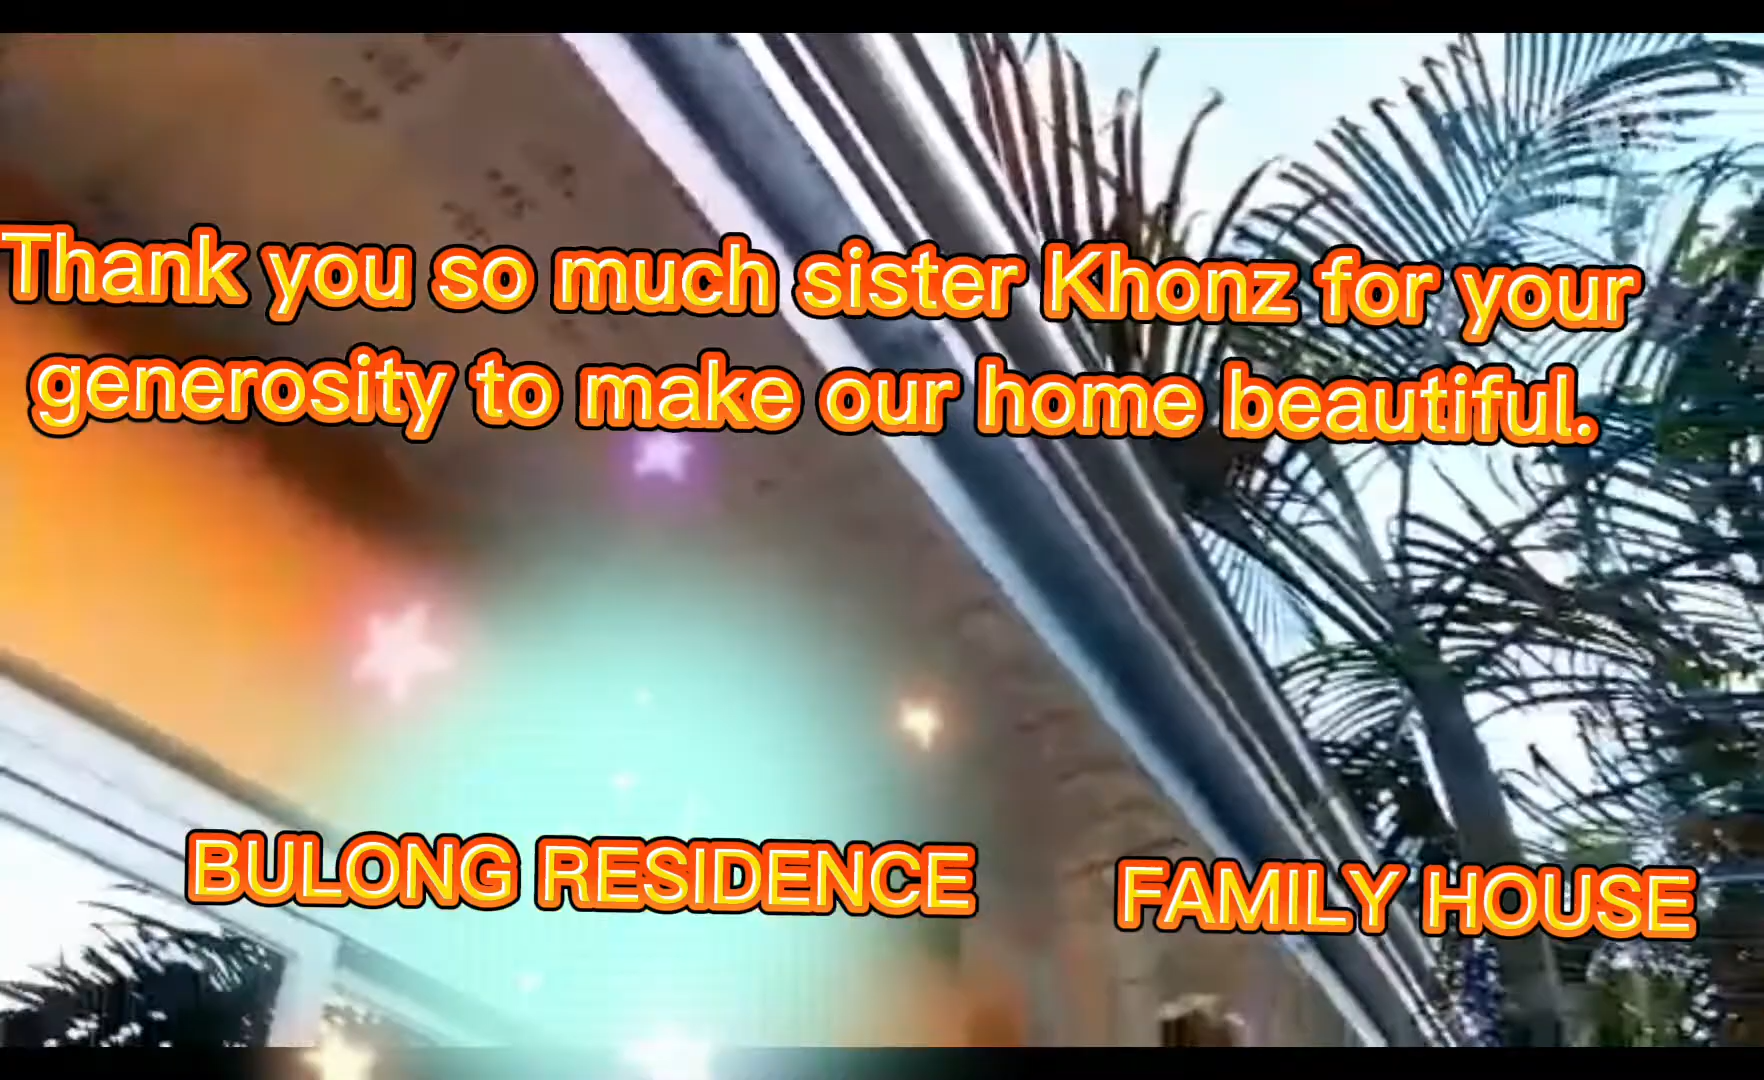 Thank you so much sister Khonz for your
generosity to make our home beautiful.
BULONG RESIDENCE FAMILY HOUSE